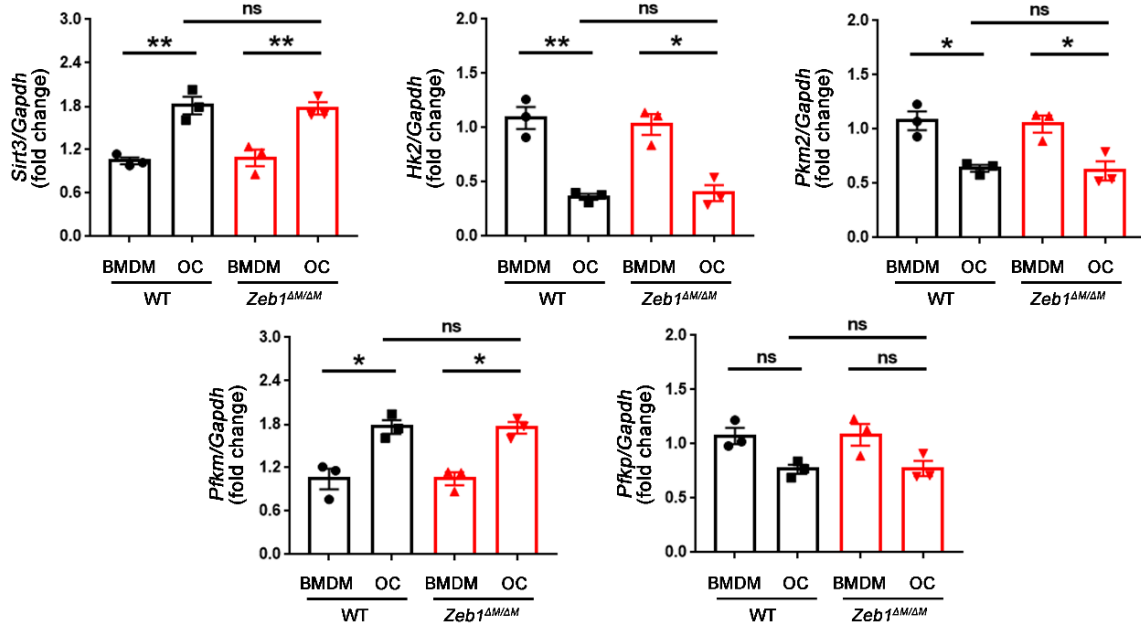 ns
** **
Sirt3/Gapdh
(fold change)
3.0
2.4
1.8
1.2
0.6
0.0
BMDM OC BMDM OC
WT Zeb1ΔM/ΔM
ns
** *
Hk2/Gapdh
(fold change)
2.0
1.5
1.0
0.5
0.0
BMDM OC BMDM OC
WT Zeb1ΔM/ΔM
ns
* *
Pkm2/Gapdh
(fold change)
2.0
1.5
1.0
0.5
0.0
BMDM OC BMDM OC
WT Zeb1ΔM/ΔM
ns
* *
Pfkm/Gapdh
(fold change)
3.0
2.4
1.8
1.2
0.6
0.0
BMDM OC BMDM OC
WT Zeb1ΔM/ΔM
ns
ns ns
Pfkp/Gapdh
(fold change)
2.0
1.5
1.0
0.5
0.0
BMDM OC BMDM OC
WT Zeb1ΔM/ΔM